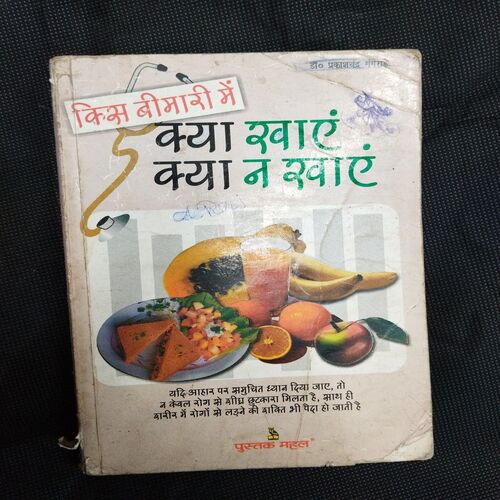 डॉ० प्रकाशचंद्र गंगराड़े
किस बीमारी में
क्या खाएं
क्या न खाएं
यदि आहार पर समुचित ध्यान दिया जाए, तो
न केवल रोग से शीघ्र छुटकारा मिलता है, साथ ही
शरीर में रोगों से लड़ने की शक्ति भी पैदा हो जाती है
पुस्तक महल